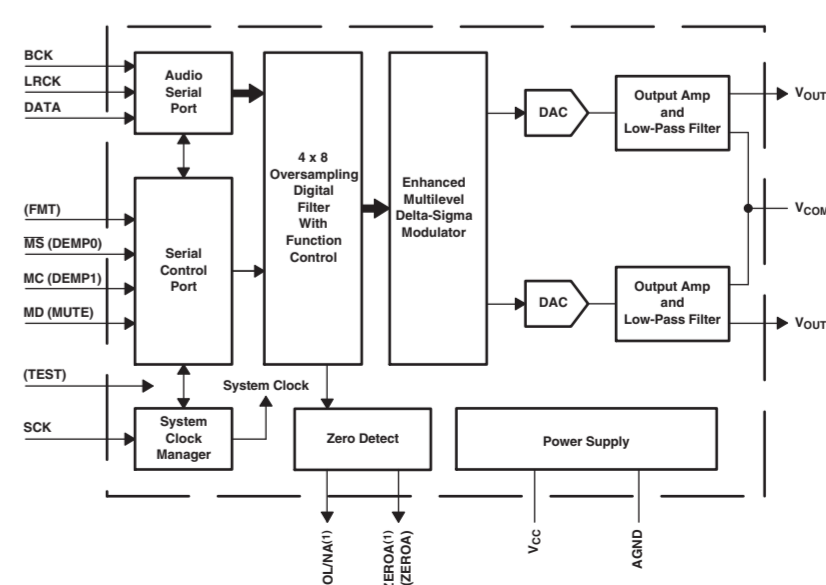 BCK
LRCK
DATA
Audio
Serial
Port
(FMT)
MS (DEMP0)
MC (DEMP1)
MD (MUTE)
Serial
Control
Port
(TEST)
SCK
System
Clock
Manager
System Clock
4 x 8
Oversampling
Digital
Filter
With
Function
Control
Enhanced
Multilevel
Delta-Sigma
Modulator
DAC
Output Amp
and
Low-Pass Filter
VOUT
VCOM
DAC
Output Amp
and
Low-Pass Filter
VOUT
Zero Detect
Power Supply
OL/NA(1)
ZEROA(1)
(ZEROA)
VCC
AGND